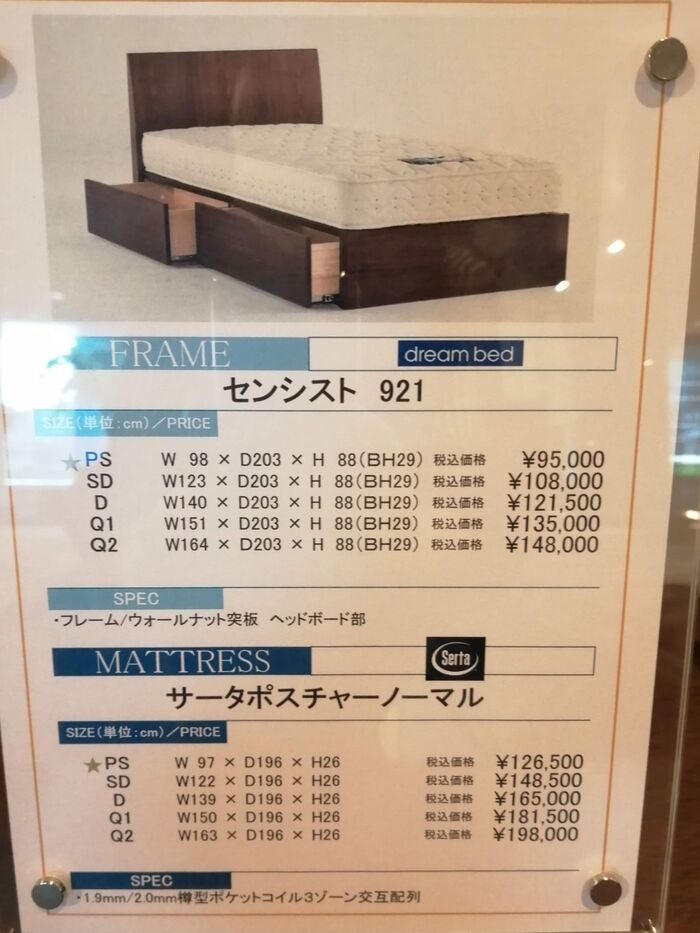 FRAME dream bed
センシスト 921
SIZE(単位:cm)/PRICE
★PS W 98 × D203 × H 88(BH29) 税込価格 ¥95,000
SD W123 × D203 × H 88(BH29) 税込価格 ¥108,000
D W140 × D203 × H 88(BH29) 税込価格 ¥121,500
Q1 W151 × D203 × H 88(BH29) 税込価格 ¥135,000
Q2 W164 × D203 × H 88(BH29) 税込価格 ¥148,000
SPEC
・フレーム/ウォールナット突板 ヘッドボード部
MATTRESS Serta
サータポスチャーノーマル
SIZE(単位:cm)/PRICE
★PS W 97 × D196 × H26 税込価格 ¥126,500
SD W122 × D196 × H26 税込価格 ¥148,500
D W139 × D196 × H26 税込価格 ¥165,000
Q1 W150 × D196 × H26 税込価格 ¥181,500
Q2 W163 × D196 × H26 税込価格 ¥198,000
SPEC
・1.9mm/2.0mm樽型ポケットコイル3ゾーン交互配列